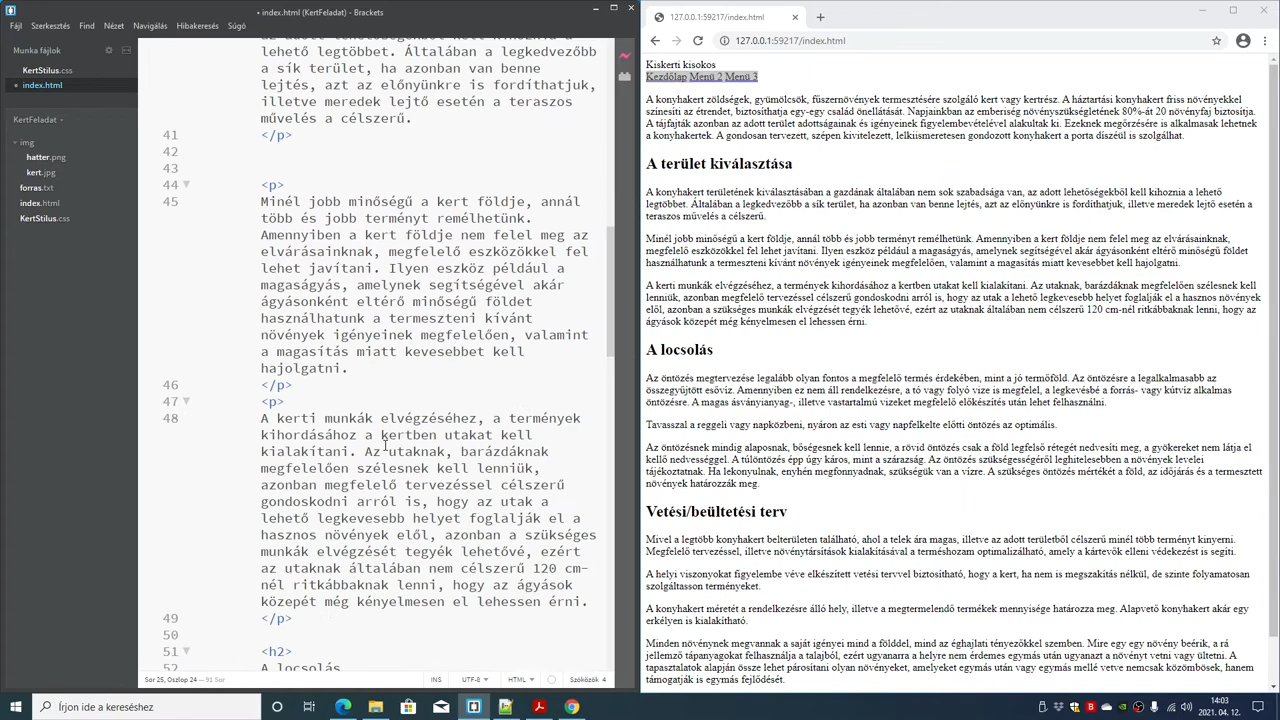 • index.html (KertFeladat) - Brackets
Fájl Szerkesztés Find Nézet Navigálás Hibakeresés Súgó
Munka fájlok
KertStílus.css
• index.html
KertFeladat
img
hatter.png
kert.jpg
forras.txt
index.html
KertStílus.css
lehető legtöbbet. Általában a legkedvezőbb
a sík terület, ha azonban van benne
lejtés, azt az előnyünkre is fordíthatjuk,
illetve meredek lejtő esetén a teraszos
művelés a célszerű.
41 </p>
42
43
44 <p>
45 Minél jobb minőségű a kert földje, annál
több és jobb terményt remélhetünk.
Amennyiben a kert földje nem felel meg az
elvárásainknak, megfelelő eszközökkel fel
lehet javítani. Ilyen eszköz például a
magaságyás, amelynek segítségével akár
ágyásonként eltérő minőségű földet
használhatunk a termeszteni kívánt
növények igényeinek megfelelően, valamint
a magasítás miatt kevesebbet kell
hajolgatni.
46 </p>
47 <p>
48 A kerti munkák elvégzéséhez, a termények
kihordásához a kertben utakat kell
kialakítani. Az utaknak, barázdáknak
megfelelően szélesnek kell lenniük,
azonban megfelelő tervezéssel célszerű
gondoskodni arról is, hogy az utak a
lehető legkevesebb helyet foglalják el a
hasznos növények elől, azonban a szükséges
munkák elvégzését tegyék lehetővé, ezért
az utaknak általában nem célszerű 120 cm-
nél ritkábbaknak lenni, hogy az ágyások
közepét még kényelmesen el lehessen érni.
49 </p>
50
51 <h2>
52 A locsolás
Sor 25, Oszlop 24 — 91 Sor INS UTF-8 HTML Szóközök 4
127.0.0.1:59217/index.html
127.0.0.1:59217/index.html
Kiskerti kisokos
Kezdőlap Menü 2 Menü 3
A konyhakert zöldségek, gyümölcsök, fűszernövények termesztésére szolgáló kert vagy kertrész. A háztartási konyhakert friss növényekkel
színesíti az étrendet, biztosíthatja egy-egy család önellátását. Napjainkban az emberiség növényszükségletének 80%-át 20 növényfaj biztosítja.
A tájfajták azonban az adott terület adottságainak és igényeinek figyelembevételével alakultak ki. Ezeknek megőrzésére is alkalmasak lehetnek
a konyhakertek. A gondosan tervezett, szépen kivitelezett, lelkiismeretesen gondozott konyhakert a porta díszéül is szolgálhat.
A terület kiválasztása
A konyhakert területének kiválasztásában a gazdának általában nem sok szabadsága van, az adott lehetőségekből kell kihoznia a lehető
legtöbbet. Általában a legkedvezőbb a sík terület, ha azonban van benne lejtés, azt az előnyünkre is fordíthatjuk, illetve meredek lejtő esetén a
teraszos művelés a célszerű.
Minél jobb minőségű a kert földje, annál több és jobb terményt remélhetünk. Amennyiben a kert földje nem felel meg az elvárásainknak,
megfelelő eszközökkel fel lehet javítani. Ilyen eszköz például a magaságyás, amelynek segítségével akár ágyásonként eltérő minőségű földet
használhatunk a termeszteni kívánt növények igényeinek megfelelően, valamint a magasítás miatt kevesebbet kell hajolgatni.
A kerti munkák elvégzéséhez, a termények kihordásához a kertben utakat kell kialakítani. Az utaknak, barázdáknak megfelelően szélesnek kell
lenniük, azonban megfelelő tervezéssel célszerű gondoskodni arról is, hogy az utak a lehető legkevesebb helyet foglalják el a hasznos növények
elől, azonban a szükséges munkák elvégzését tegyék lehetővé, ezért az utaknak általában nem célszerű 120 cm-nél ritkábbaknak lenni, hogy az
ágyások közepét még kényelmesen el lehessen érni.
A locsolás
Az öntözés megtervezése legalább olyan fontos a megfelelő termés érdekében, mint a jó termőföld. Az öntözésre a legalkalmasabb az
összegyűjtött esővíz. Amennyiben ez nem áll rendelkezésre, a tó vagy folyó vize is megfelel, a legkevésbé a forrás- vagy kútvíz alkalmas
öntözésre. A magas ásványianyag-, illetve vastartalmú vizeket megfelelő előkészítés után lehet felhasználni.
Tavasszal a reggeli vagy napközbeni, nyáron az esti vagy napfelkelte előtti öntözés az optimális.
Az öntözésnek mindig alaposnak, bőségesnek kell lennie, a rövid öntözés csak a föld legfelső rétegét nedvesíti meg, a gyökereket nem látja el
kellő nedvességgel. A túlöntözés épp úgy káros, mint a szárazság. Az öntözés szükségességéről leghitelesebben a növények levelei
tájékoztatnak. Ha lekonyulnak, enyhén megfonnyadnak, szükségük van a vízre. A szükséges öntözés mértékét a föld, az időjárás és a termesztett
növények határozzák meg.
Vetési/beültetési terv
Mivel a legtöbb konyhakert belterületen található, ahol a telek ára magas, illetve az adott területből célszerű minél több terményt kinyerni.
Megfelelő tervezéssel, illetve növénytársítások kialakításával a terméshozam optimalizálható, amely a kártevők elleni védekezést is segíti.
A helyi viszonyokat figyelembe véve elkészített vetési tervvel biztosítható, hogy a kert, ha nem is megszakítás nélkül, de szinte folyamatosan
szolgáltasson terményeket.
A konyhakert méretét a rendelkezésre álló hely, illetve a megtermelendő termékek mennyisége határozza meg. Alapvető konyhakert akár egy
erkélyen is kialakítható.
Minden növénynek megvannak a saját igényei mind a földdel, mind az éghajlati tényezőkkel szemben. Mire egy egy növény beérik, a rá
jellemző tápanyagokat felhasználja a talajból, ezért ugyanarra a helyre nem érdemes egymás után ugyanazt a növényt vetni vagy ültetni. A
tapasztalatok alapján össze lehet párosítani olyan növényeket, amelyeket egymás után vagy egymás mellé vetve nemcsak közömbösek, hanem
támogatják is egymás fejlődését.
Írjon ide a kereséshez
14:03
2021. 04. 12.